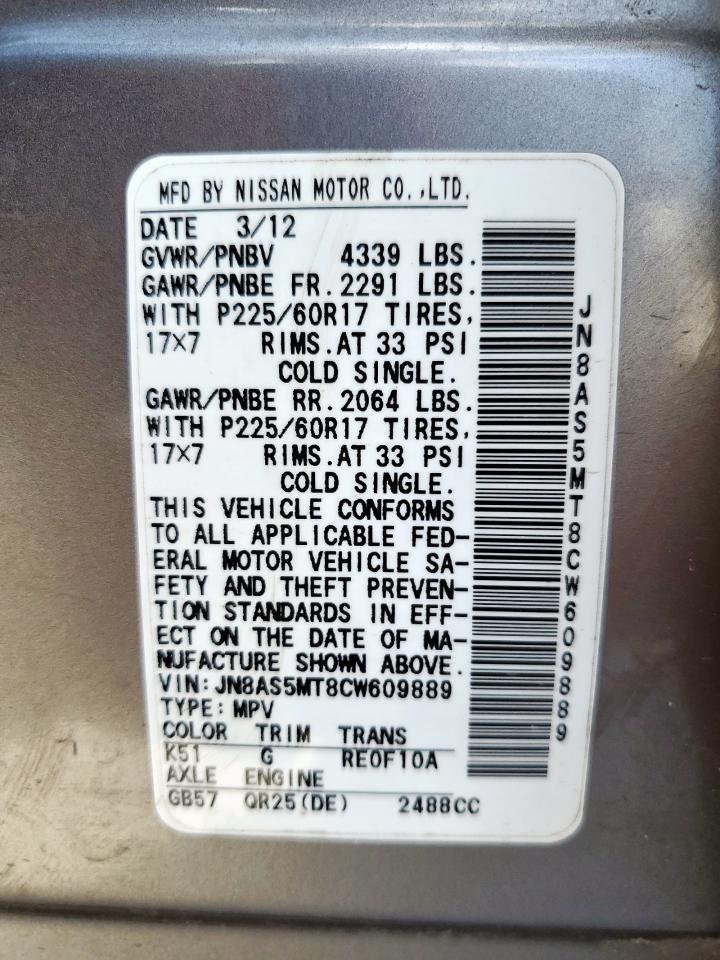 MFD BY NISSAN MOTOR CO.,LTD.
DATE 3/12
GVWR/PNBV 4339 LBS.
GAWR/PNBE FR.2291 LBS.
WITH P225/60R17 TIRES,
17×7 RIMS.AT 33 PSI
COLD SINGLE.
GAWR/PNBE RR.2064 LBS.
WITH P225/60R17 TIRES,
17×7 RIMS.AT 33 PSI
COLD SINGLE.
THIS VEHICLE CONFORMS
TO ALL APPLICABLE FED-
ERAL MOTOR VEHICLE SA-
FETY AND THEFT PREVEN-
TION STANDARDS IN EFF-
ECT ON THE DATE OF MA-
NUFACTURE SHOWN ABOVE.
VIN:JN8AS5MT8CW609889
TYPE:MPV
COLOR TRIM TRANS
K51 G RE0F10A
AXLE ENGINE
GB57 QR25(DE) 2488CC
JN8AS5MT8CW609889